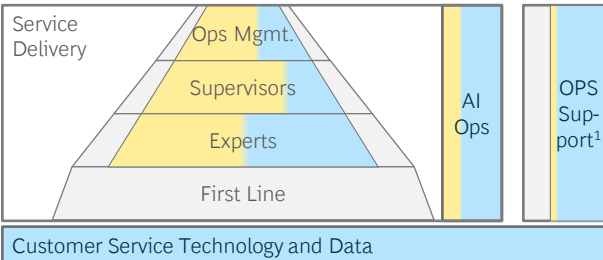 Service
Delivery
Ops Mgmt.
Supervisors
Experts
First Line
AI
Ops
OPS
Sup-
port¹
Customer Service Technology and Data